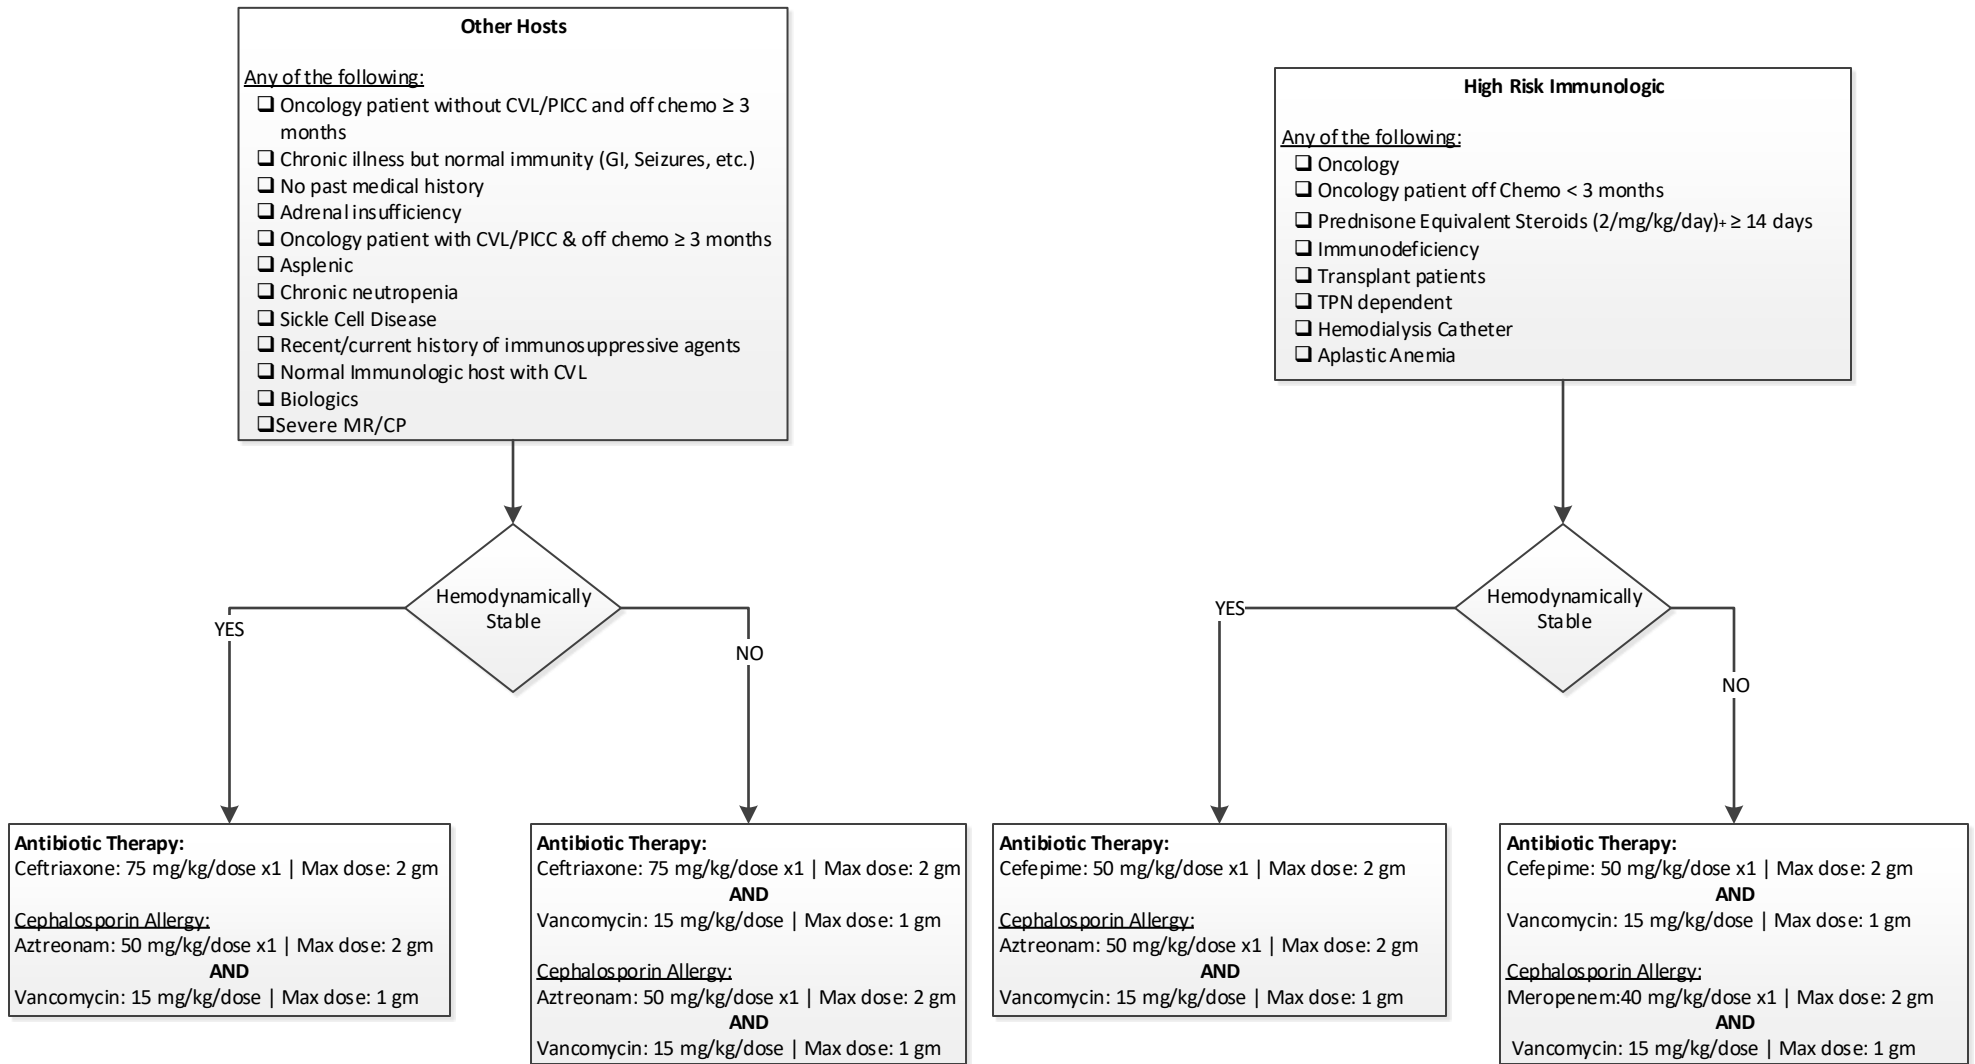 Other Hosts
Any of the following:
❑ Oncology patient without CVL/PICC and off chemo ≥ 3
months
❑ Chronic illness but normal immunity (GI, Seizures, etc.)
❑ No past medical history
❑ Adrenal insufficiency
❑ Oncology patient with CVL/PICC & off chemo ≥ 3 months
❑ Asplenic
❑ Chronic neutropenia
❑ Sickle Cell Disease
❑ Recent/current history of immunosuppressive agents
❑ Normal Immunologic host with CVL
❑ Biologics
❑Severe MR/CP
High Risk Immunologic
Any of the following:
❑ Oncology
❑ Oncology patient off Chemo < 3 months
❑ Prednisone Equivalent Steroids (2/mg/kg/day)+ ≥ 14 days
❑ Immunodeficiency
❑ Transplant patients
❑ TPN dependent
❑ Hemodialysis Catheter
❑ Aplastic Anemia
Hemodynamically
Stable
YES
NO
Hemodynamically
Stable
YES
NO
Antibiotic Therapy:
Ceftriaxone: 75 mg/kg/dose x1 | Max dose: 2 gm
Cephalosporin Allergy:
Aztreonam: 50 mg/kg/dose x1 | Max dose: 2 gm
AND
Vancomycin: 15 mg/kg/dose | Max dose: 1 gm
Antibiotic Therapy:
Ceftriaxone: 75 mg/kg/dose x1 | Max dose: 2 gm
AND
Vancomycin: 15 mg/kg/dose | Max dose: 1 gm
Cephalosporin Allergy:
Aztreonam: 50 mg/kg/dose x1 | Max dose: 2 gm
AND
Vancomycin: 15 mg/kg/dose | Max dose: 1 gm
Antibiotic Therapy:
Cefepime: 50 mg/kg/dose x1 | Max dose: 2 gm
Cephalosporin Allergy:
Aztreonam: 50 mg/kg/dose x1 | Max dose: 2 gm
AND
Vancomycin: 15 mg/kg/dose | Max dose: 1 gm
Antibiotic Therapy:
Cefepime: 50 mg/kg/dose x1 | Max dose: 2 gm
AND
Vancomycin: 15 mg/kg/dose | Max dose: 1 gm
Cephalosporin Allergy:
Meropenem:40 mg/kg/dose x1 | Max dose: 2 gm
AND
Vancomycin: 15 mg/kg/dose | Max dose: 1 gm